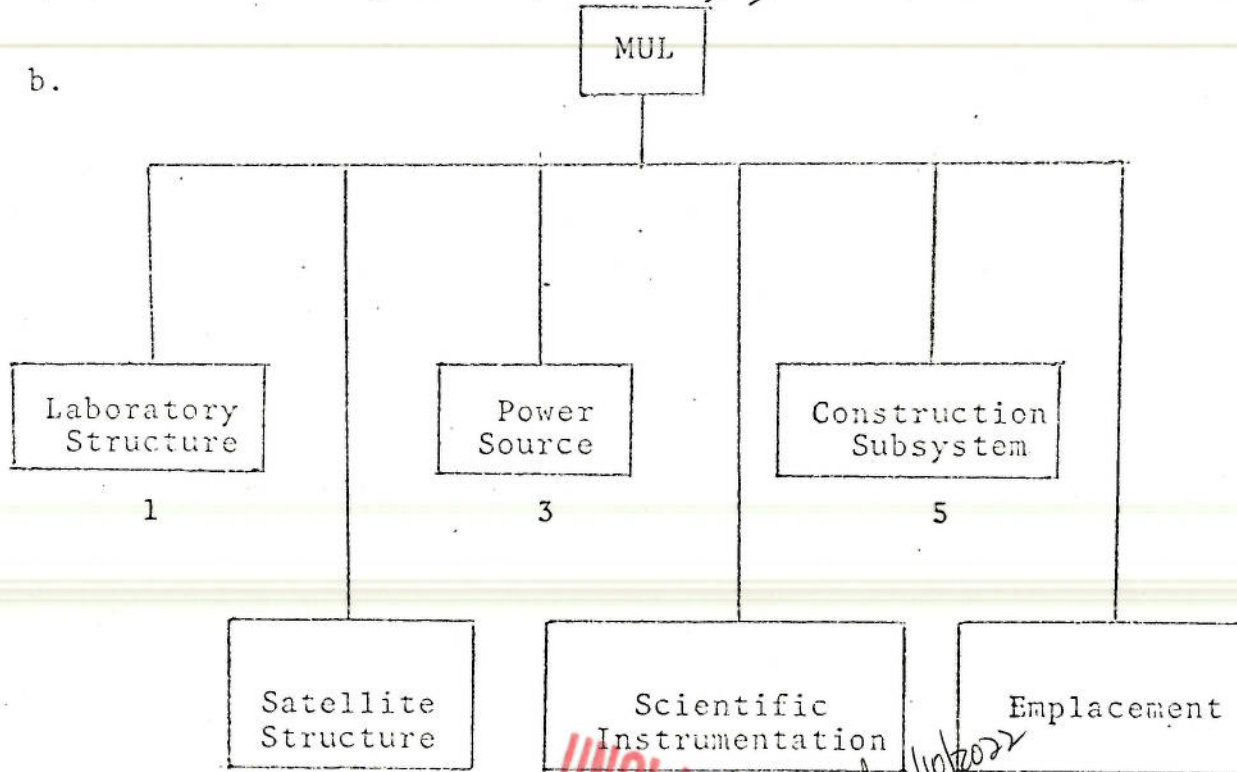 MUL
b.
Laboratory
Structure
Power
Source
Construction
Subsystem
1
3
5
Satellite
Structure
Scientific
Instrumentation
Emplacement